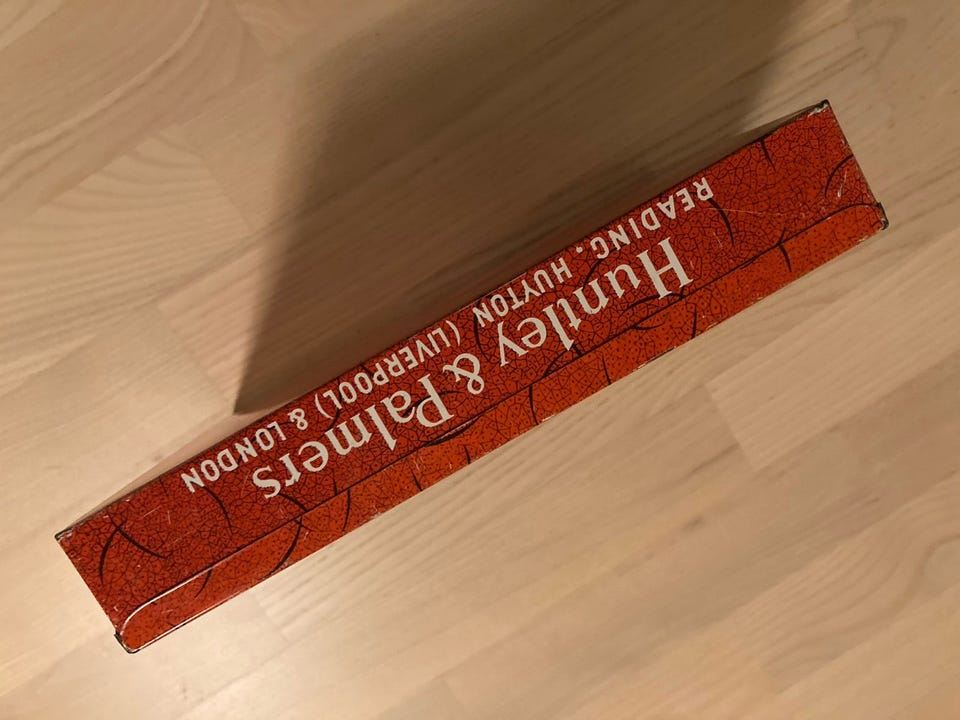 Huntley & Palmers
READING, HUYTON (LIVERPOOL) & LONDON